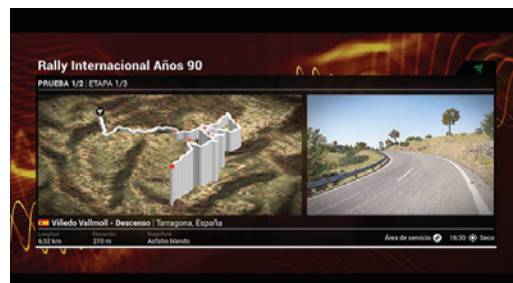 Rally Internacional Años 90
PRUEBA 1/2 | ETAPA 1/3
Viñedo Vallmoll - Descenso | Tarragona, España
Longitud Elevación Superficie
6,52 km 270 m Asfalto blando
Área de servicio 16:30 Seco